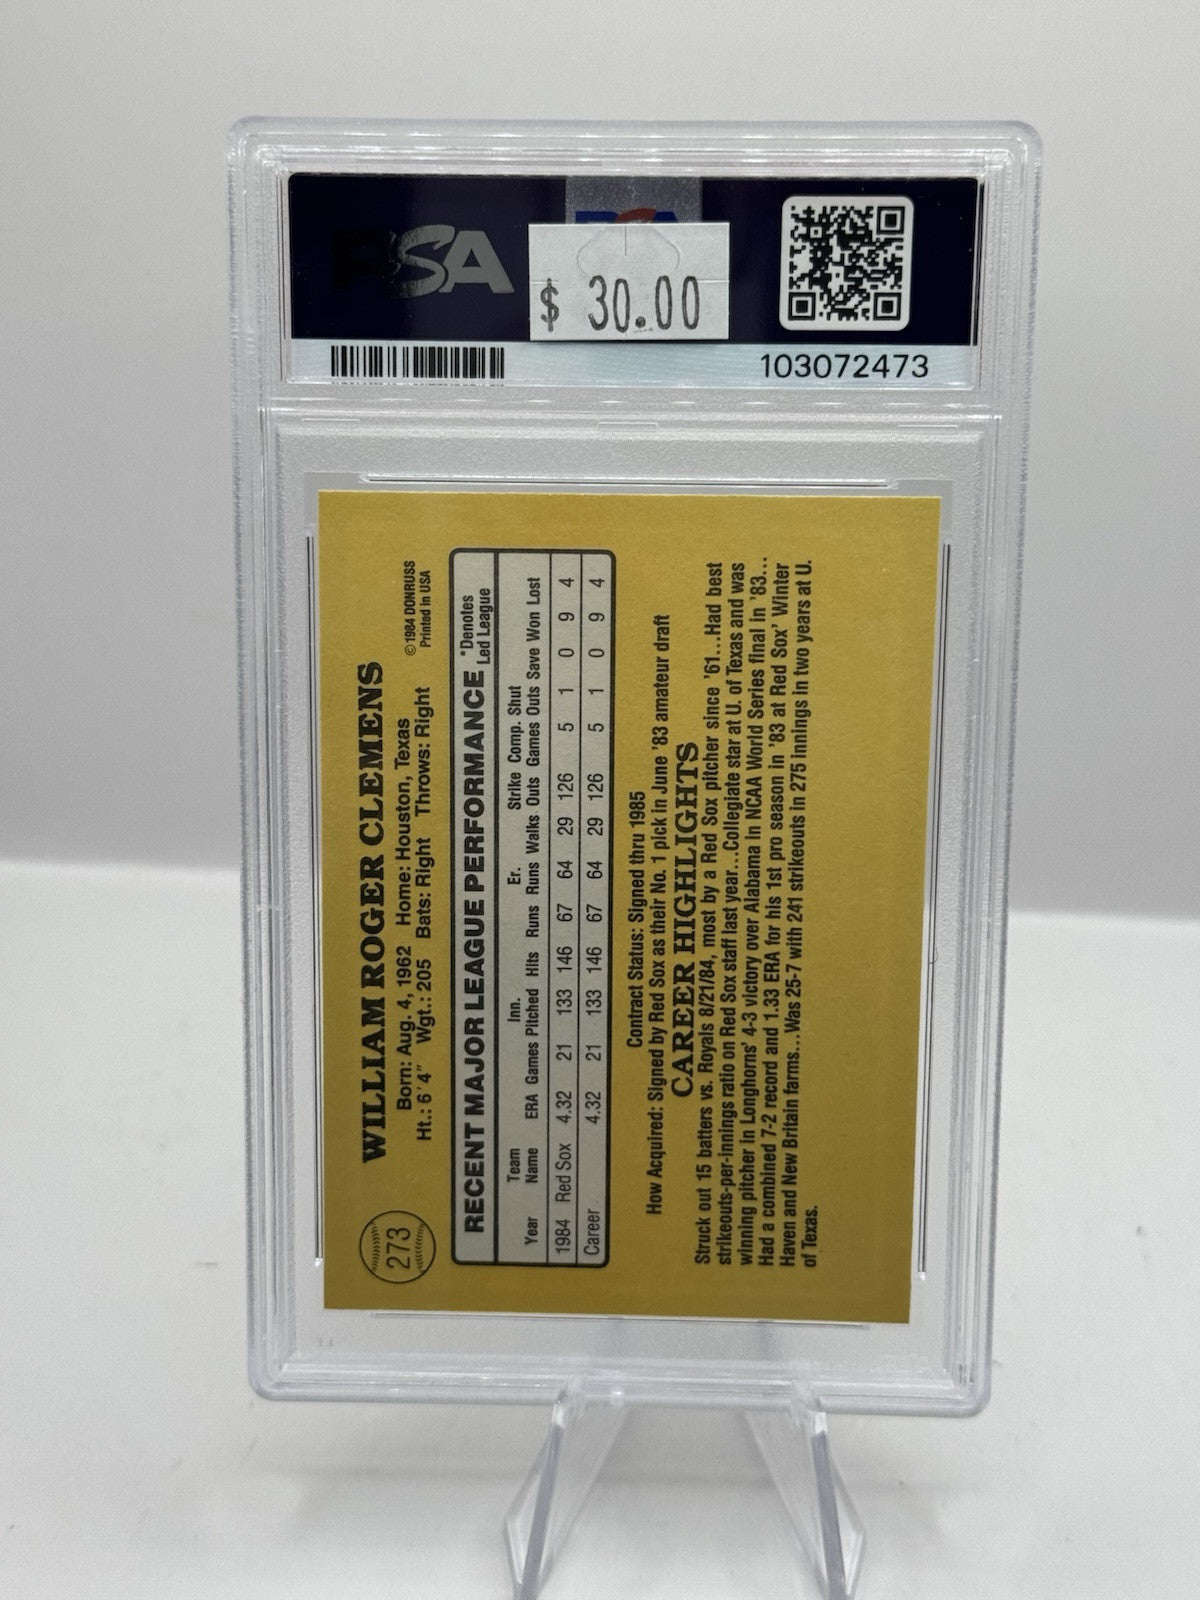 PSA
PSA
$ 30.00
103072473
273
WILLIAM ROGER CLEMENS
©1984 DONRUSS
Printed in USA
Born: Aug. 4, 1962 Home: Houston, Texas
Ht.: 6'4" Wgt.: 205 Bats: Right Throws: Right
RECENT MAJOR LEAGUE PERFORMANCE
*Denotes
Led League
Year Team Name ERA Games Inn. Pitched Hits Runs Er. Runs Walks Strike Outs Comp. Games Shut Outs Save Won Lost
1984 Red Sox 4.32 21 133 146 67 64 29 126 5 1 0 9 4
Career 4.32 21 133 146 67 64 29 126 5 1 0 9 4
Contract Status: Signed thru 1985
How Acquired: Signed by Red Sox as their No. 1 pick in June '83 amateur draft
CAREER HIGHLIGHTS
Struck out 15 batters vs. Royals 8/21/84, most by a Red Sox pitcher since '61...Had best
strikeouts-per-innings ratio on Red Sox staff last year...Collegiate star at U. of Texas and was
winning pitcher in Longhorns' 4-3 victory over Alabama in NCAA World Series final in '83...
Had a combined 7-2 record and 1.33 ERA for his 1st pro season in '83 at Red Sox' Winter
Haven and New Britain farms...Was 25-7 with 241 strikeouts in 275 innings in two years at U.
of Texas.